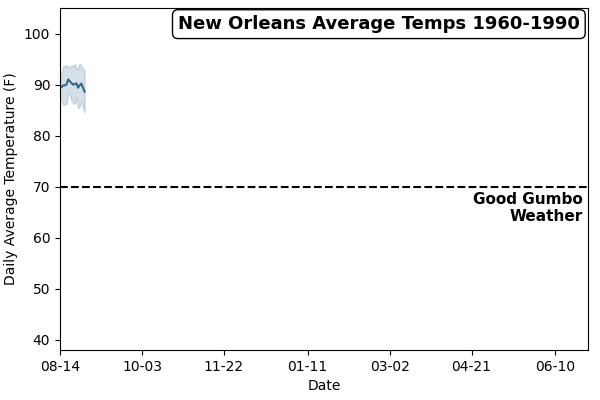 New Orleans Average Temps 1960-1990
Daily Average Temperature (F)
100
90
80
70
60
50
40
Good Gumbo
Weather
08-14 10-03 11-22 01-11 03-02 04-21 06-10
Date